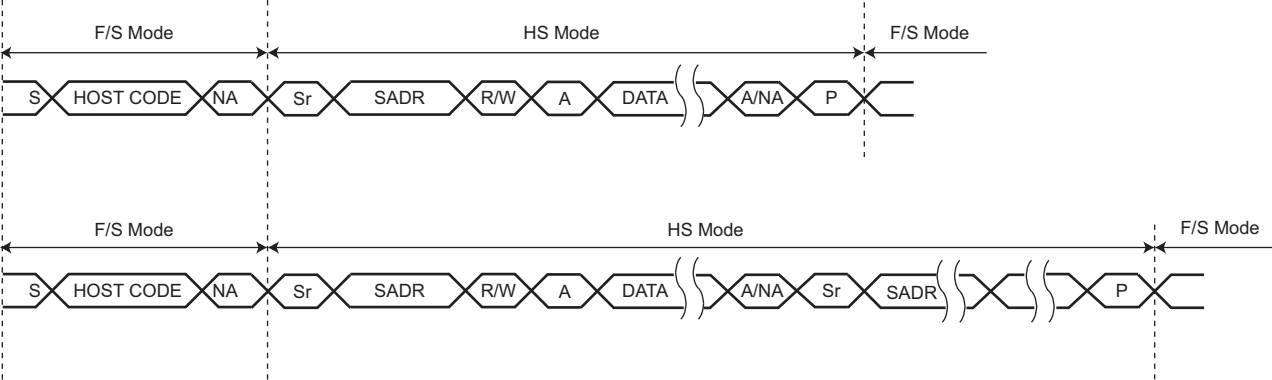 F/S Mode HS Mode F/S Mode
S HOST CODE NA Sr SADR R/W A DATA A/NA P
F/S Mode HS Mode F/S Mode
S HOST CODE NA Sr SADR R/W A DATA A/NA Sr SADR P